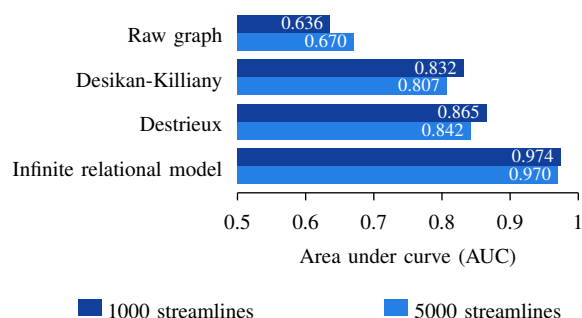 Raw graph 0.636
0.670
Desikan-Killiany 0.832
0.807
Destrieux 0.865
0.842
Infinite relational model 0.974
0.970
0.5 0.6 0.7 0.8 0.9 1
Area under curve (AUC)
1000 streamlines 5000 streamlines